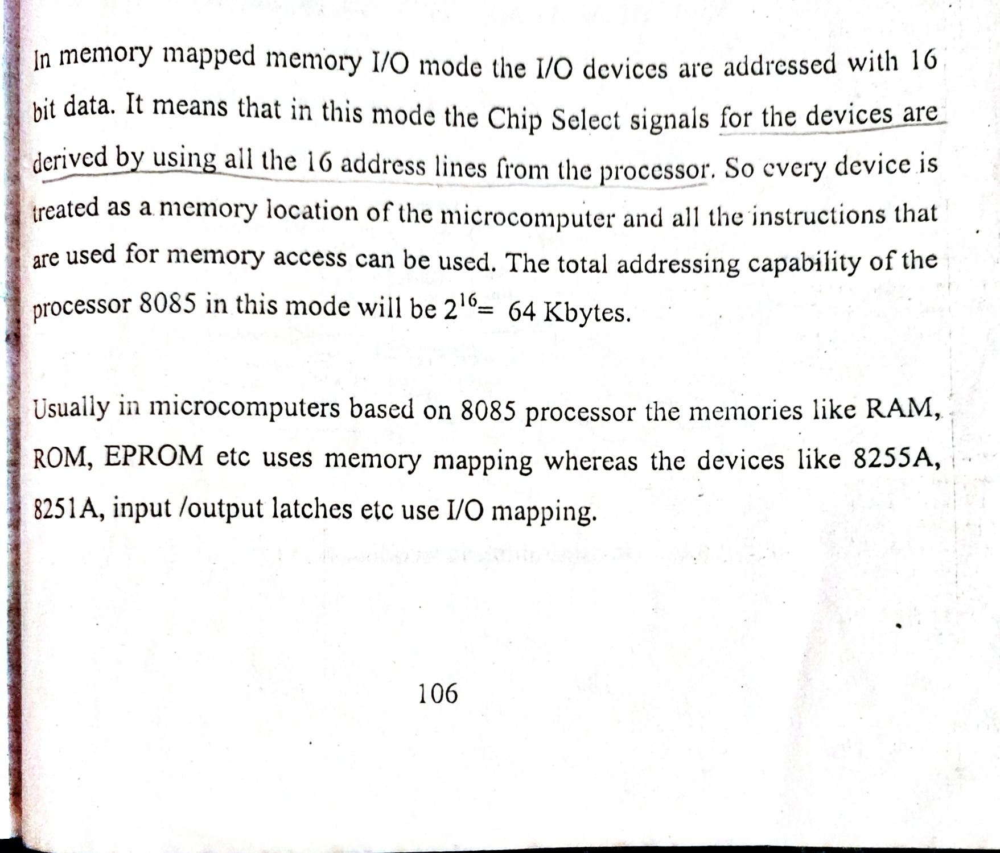 In memory mapped memory I/O mode the I/O devices are addressed with 16
bit data. It means that in this mode the Chip Select signals for the devices are
derived by using all the 16 address lines from the processor. So every device is
treated as a memory location of the microcomputer and all the instructions that
are used for memory access can be used. The total addressing capability of the
processor 8085 in this mode will be 2¹⁶= 64 Kbytes.
Usually in microcomputers based on 8085 processor the memories like RAM,
ROM, EPROM etc uses memory mapping whereas the devices like 8255A,
8251A, input /output latches etc use I/O mapping.
106